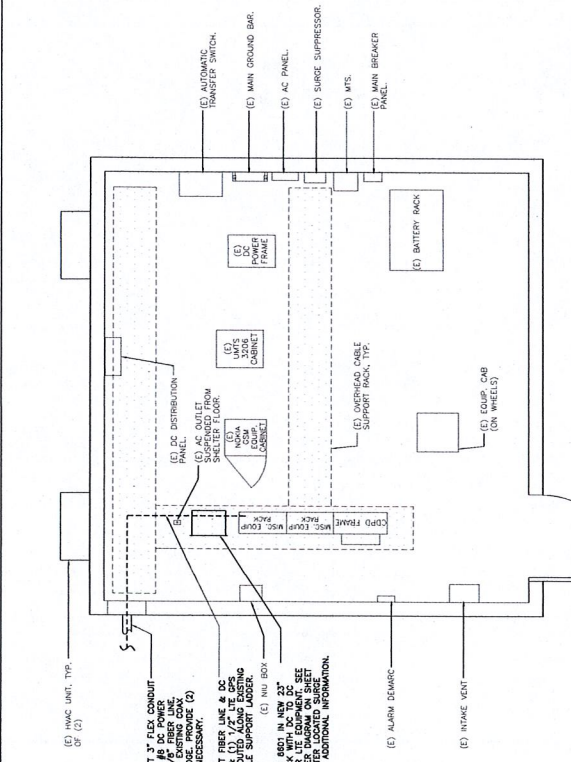 (E) HVAC UNIT, TYP.
OF (2)
T 3" FLEX CONDUIT
#8 DC POWER
/8" FIBER LINE,
EXISTING COAX
DGE. PROVIDE (2)
NECESSARY.
T FIBER LINE & DC
(1) 1/2" LTE GPS
OUTED ALONG EXISTING
LE SUPPORT LADDER.
(E) NIU BOX
6601 IN NEW 23"
K WITH DC TO DC
R LTE EQUIPMENT. SEE
ER DIAGRAM ON SHEET
TER LOCATED SURGE
ADDITIONAL INFORMATION.
(E) ALARM DEMARC
(E) INTAKE VENT
(E) DC DISTRIBUTION
PANEL.
(E) AC OUTLET
SUSPENDED FROM
SHELTER FLOOR.
(E)
NOKIA
GSM
EQUIP.
CABINET
(E)
UMTS
3206
CABINET
(E)
DC
POWER
FRAME
MISC. EQUIP
RACK
MISC. EQUIP
RACK
CDPD FRAME
(E) OVERHEAD CABLE
SUPPORT RACK, TYP.
(E) BATTERY RACK
(E) EQUIP. CAB
(ON WHEELS)
(E) AUTOMATIC
TRANSFER SWITCH.
(E) MAIN GROUND BAR.
(E) AC PANEL.
(E) SURGE SUPPRESSOR.
(E) MTS.
(E) MAIN BREAKER
PANEL.